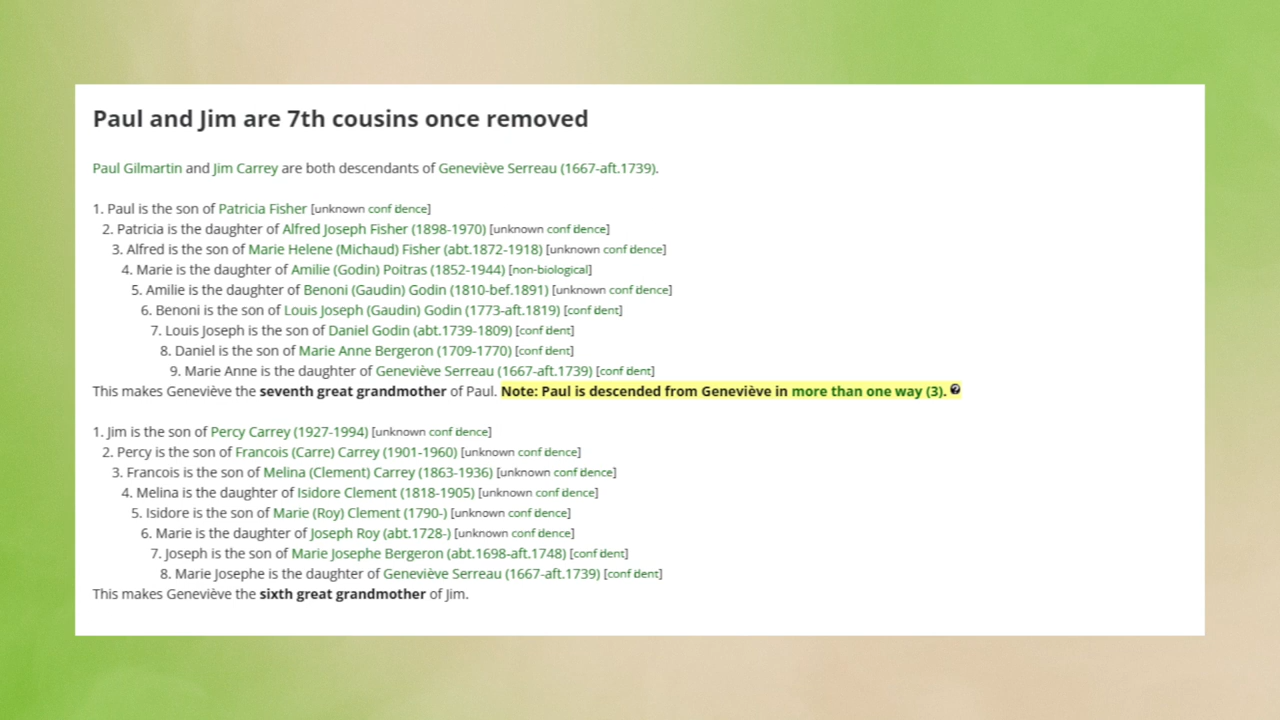 Paul and Jim are 7th cousins once removed
Paul Gilmartin and Jim Carrey are both descendants of Geneviève Serreau (1667-aft.1739).
1. Paul is the son of Patricia Fisher [unknown confidence]
2. Patricia is the daughter of Alfred Joseph Fisher (1898-1970) [unknown confidence]
3. Alfred is the son of Marie Helene (Michaud) Fisher (abt.1872-1918) [unknown confidence]
4. Marie is the daughter of Amilie (Godin) Poitras (1852-1944) [non-biological]
5. Amilie is the daughter of Benoni (Gaudin) Godin (1810-bef.1891) [unknown confidence]
6. Benoni is the son of Louis Joseph (Gaudin) Godin (1773-aft.1819) [confident]
7. Louis Joseph is the son of Daniel Godin (abt.1739-1809) [confident]
8. Daniel is the son of Marie Anne Bergeron (1709-1770) [confident]
9. Marie Anne is the daughter of Geneviève Serreau (1667-aft.1739) [confident]
This makes Geneviève the seventh great grandmother of Paul. Note: Paul is descended from Geneviève in more than one way (3). ?
1. Jim is the son of Percy Carrey (1927-1994) [unknown confidence]
2. Percy is the son of Francois (Carre) Carrey (1901-1960) [unknown confidence]
3. Francois is the son of Melina (Clement) Carrey (1863-1936) [unknown confidence]
4. Melina is the daughter of Isidore Clement (1818-1905) [unknown confidence]
5. Isidore is the son of Marie (Roy) Clement (1790-) [unknown confidence]
6. Marie is the daughter of Joseph Roy (abt.1728-) [unknown confidence]
7. Joseph is the son of Marie Josephe Bergeron (abt.1698-aft.1748) [confident]
8. Marie Josephe is the daughter of Geneviève Serreau (1667-aft.1739) [confident]
This makes Geneviève the sixth great grandmother of Jim.